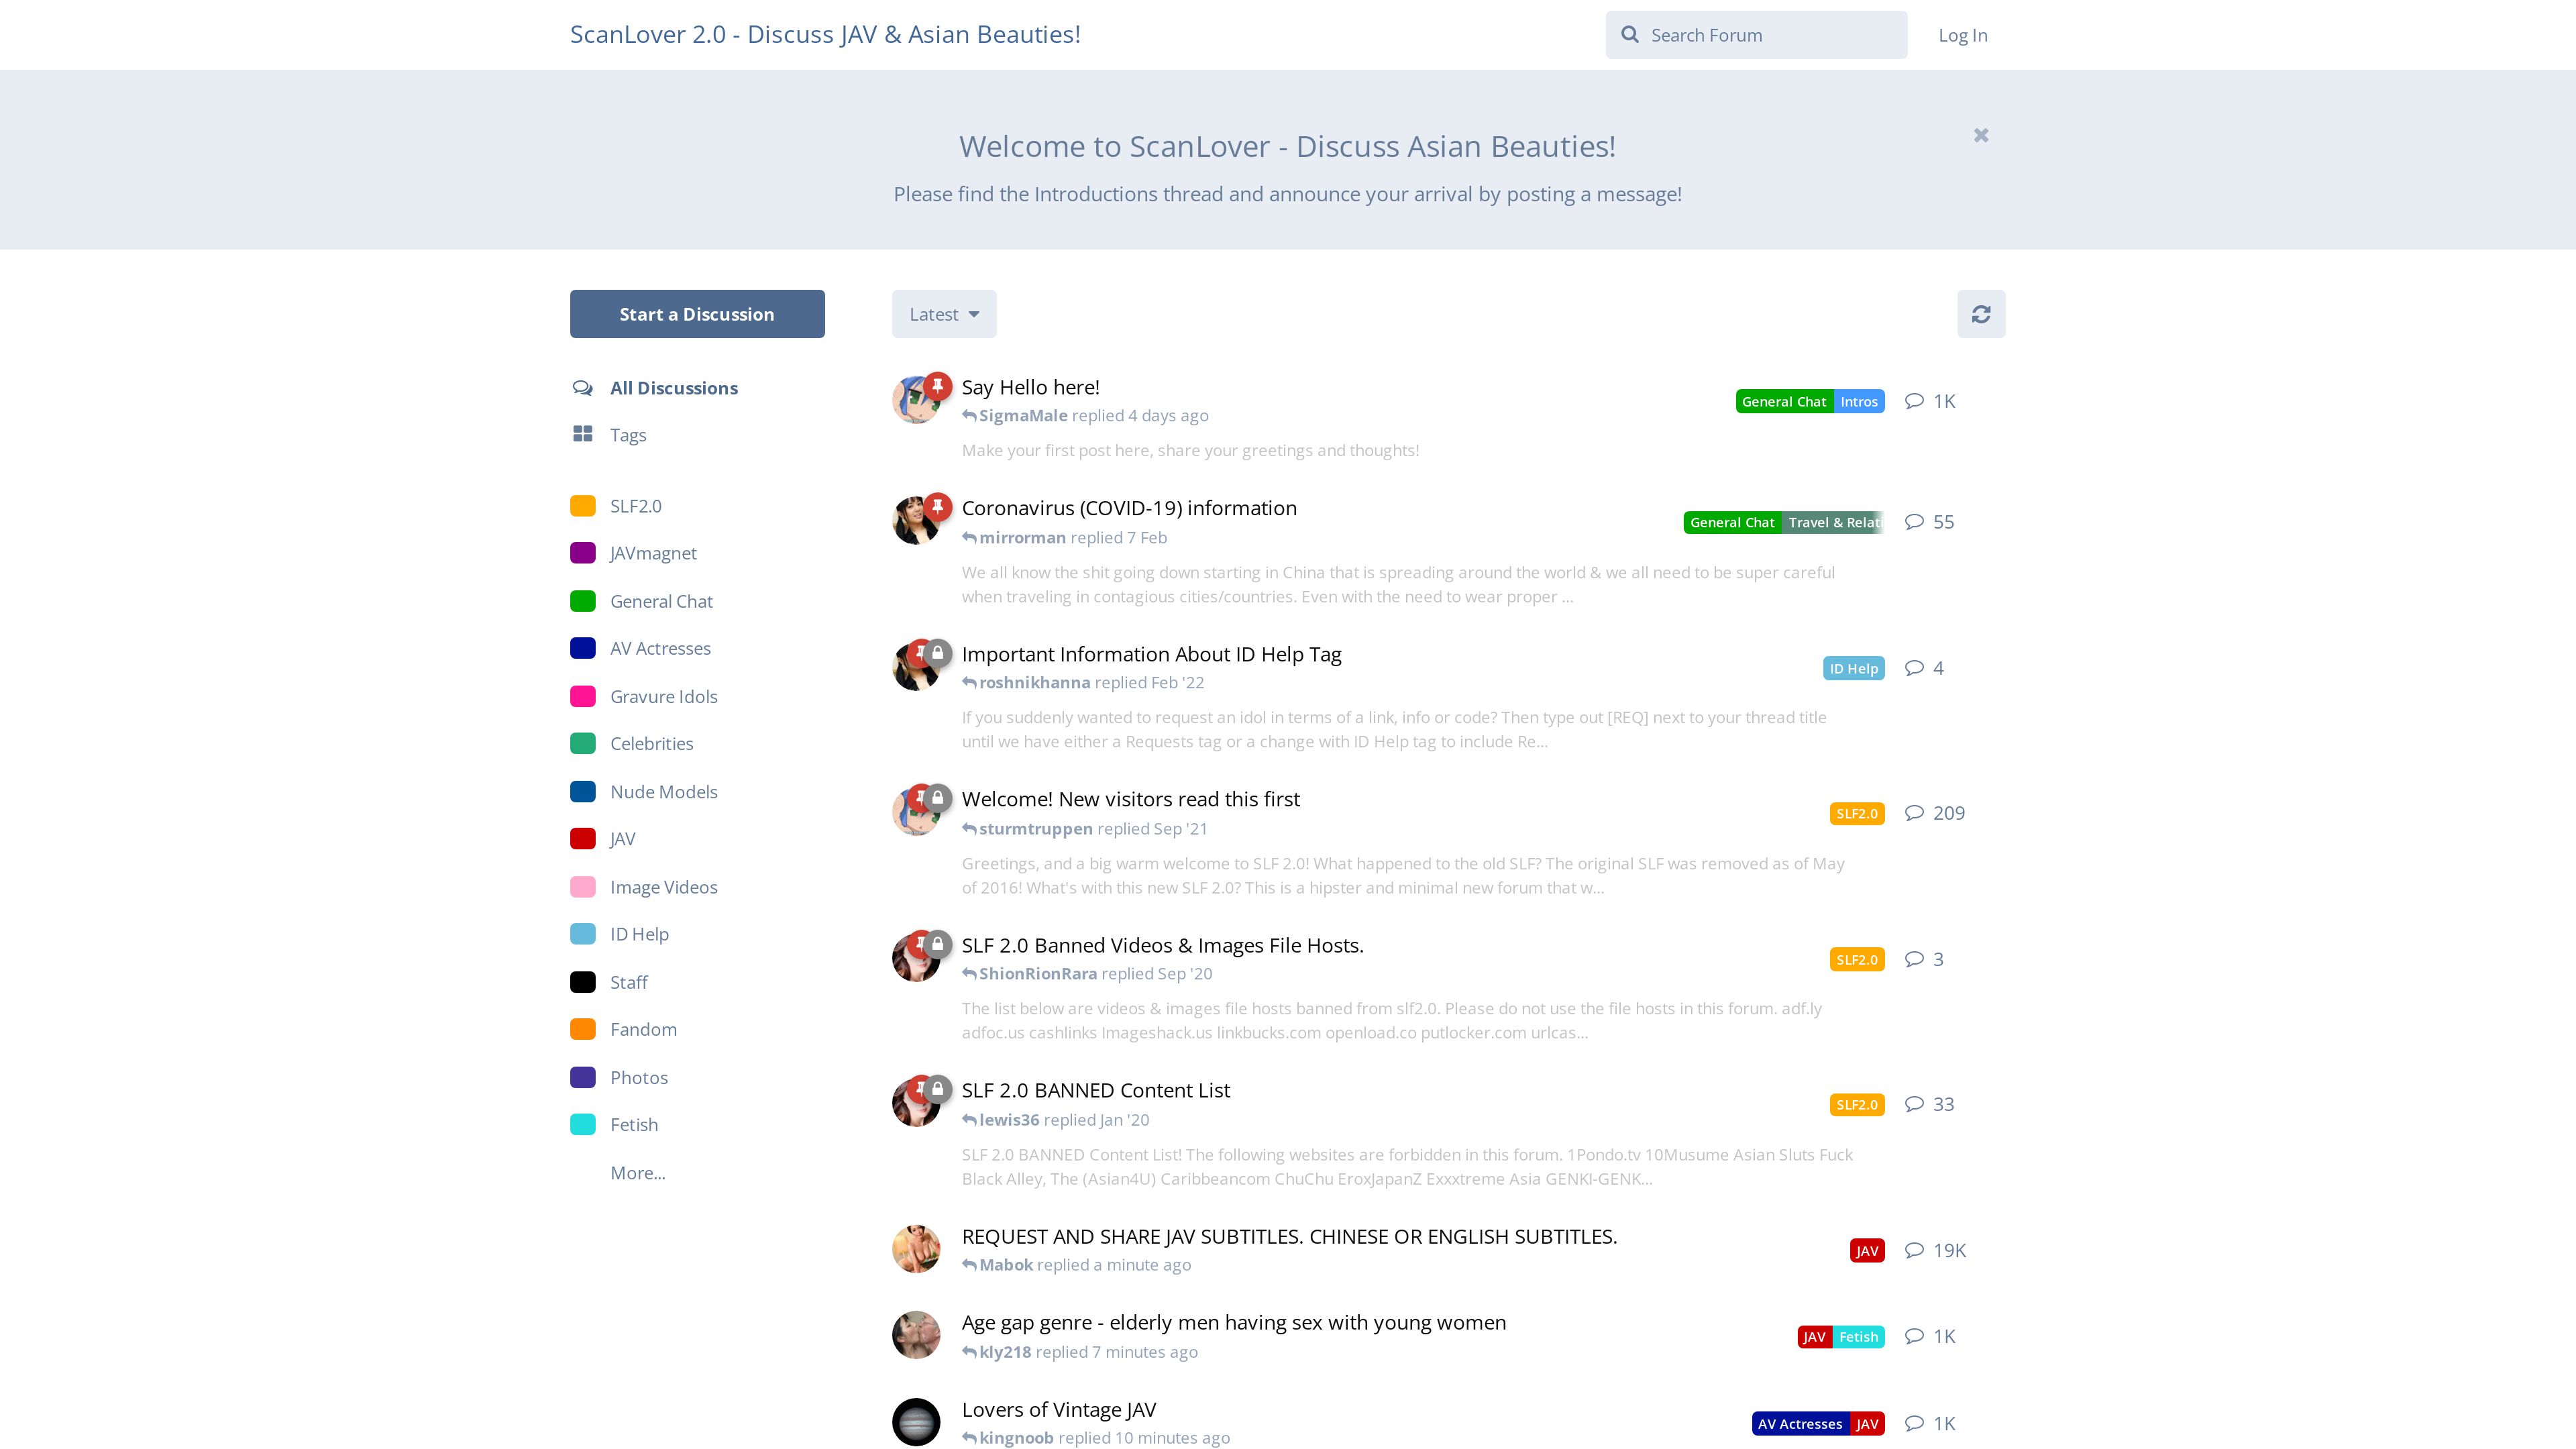 ScanLover 2.0 - Discuss JAV & Asian Beauties!
Search Forum
Log In
Welcome to ScanLover - Discuss Asian Beauties!
Please find the Introductions thread and announce your arrival by posting a message!
Start a Discussion
All Discussions
Tags
SLF2.0
JAVmagnet
General Chat
AV Actresses
Gravure Idols
Celebrities
Nude Models
JAV
Image Videos
ID Help
Staff
Fandom
Photos
Fetish
More...
Latest
Say Hello here!
SigmaMale replied 4 days ago
General Chat Intros 1K
Make your first post here, share your greetings and thoughts!
Coronavirus (COVID-19) information
mirrorman replied 7 Feb
General Chat Travel & Relati 55
We all know the shit going down starting in China that is spreading around the world & we all need to be super careful
when traveling in contagious cities/countries. Even with the need to wear proper ...
Important Information About ID Help Tag
roshnikhanna replied Feb '22
ID Help 4
If you suddenly wanted to request an idol in terms of a link, info or code? Then type out [REQ] next to your thread title
until we have either a Requests tag or a change with ID Help tag to include Re...
Welcome! New visitors read this first
sturmtruppen replied Sep '21
SLF2.0 209
Greetings, and a big warm welcome to SLF 2.0! What happened to the old SLF? The original SLF was removed as of May
of 2016! What's with this new SLF 2.0? This is a hipster and minimal new forum that w...
SLF 2.0 Banned Videos & Images File Hosts.
ShionRionRara replied Sep '20
SLF2.0 3
The list below are videos & images file hosts banned from slf2.0. Please do not use the file hosts in this forum. adf.ly
adfoc.us cashlinks Imageshack.us linkbucks.com openload.co putlocker.com urlcas...
SLF 2.0 BANNED Content List
lewis36 replied Jan '20
SLF2.0 33
SLF 2.0 BANNED Content List! The following websites are forbidden in this forum. 1Pondo.tv 10Musume Asian Sluts Fuck
Black Alley, The (Asian4U) Caribbeancom ChuChu EroxJapanZ Exxxtreme Asia GENKI-GENK...
REQUEST AND SHARE JAV SUBTITLES. CHINESE OR ENGLISH SUBTITLES.
Mabok replied a minute ago
JAV 19K
Age gap genre - elderly men having sex with young women
kly218 replied 7 minutes ago
JAV Fetish 1K
Lovers of Vintage JAV
kingnoob replied 10 minutes ago
AV Actresses JAV 1K